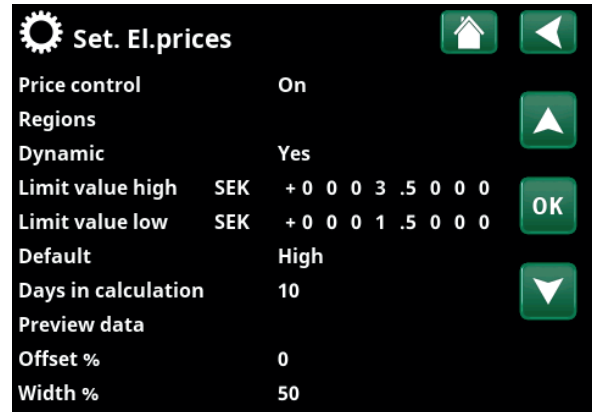 Set. El.prices
Price control On
Regions
Dynamic Yes
Limit value high SEK +0 0 0 3 .5 0 0 0
Limit value low SEK +0 0 0 1 .5 0 0 0
OK
Default High
Days in calculation 10
Preview data
Offset % 0
Width % 50